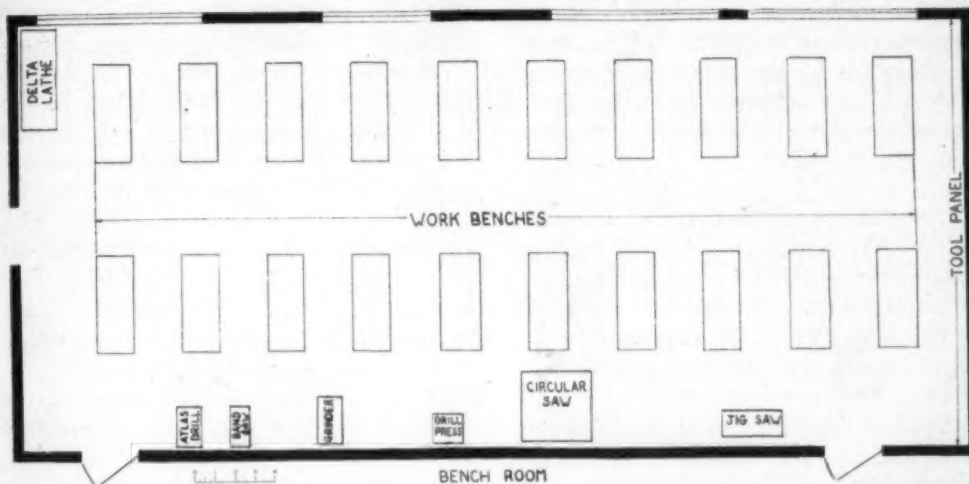 DELTA
LATHE
WORK BENCHES
TOOL PANEL
ATLAS
DRILL
BAND
SAW
GRINDER
DRILL
PRESS
CIRCULAR
SAW
JIG SAW
BENCH ROOM